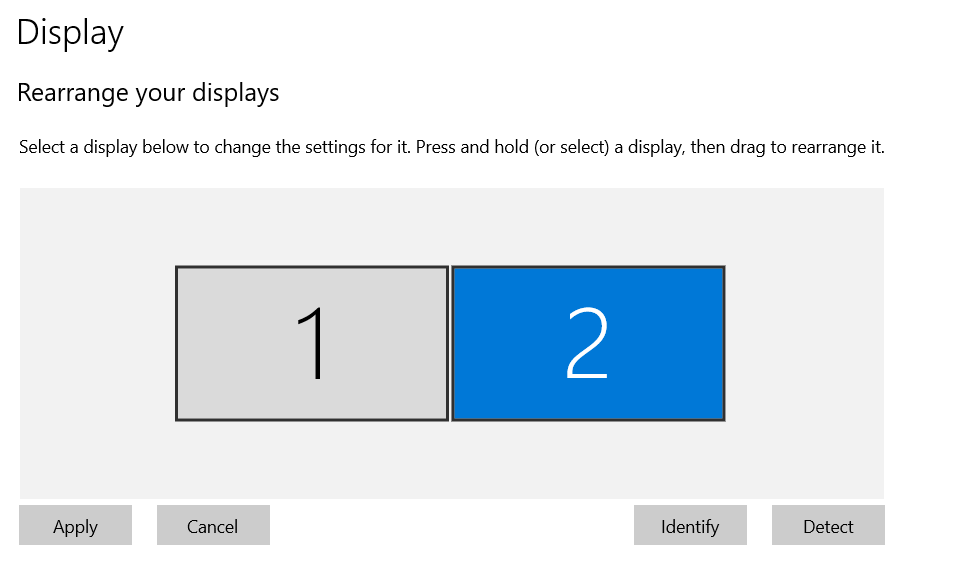 Display
Rearrange your displays
Select a display below to change the settings for it. Press and hold (or select) a display, then drag to rearrange it.
1 2
Apply Cancel Identify Detect